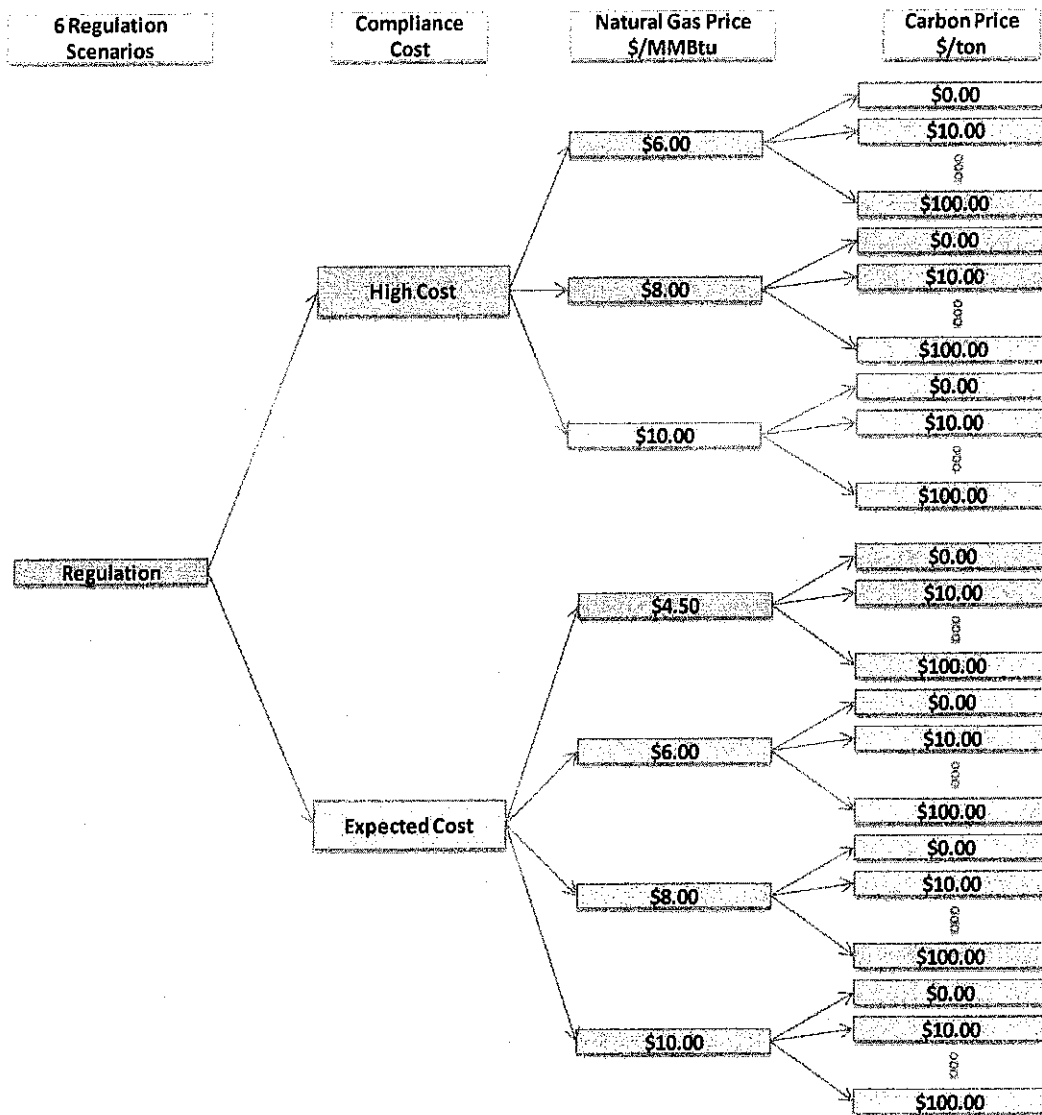 6 Regulation
Scenarios
Compliance
Cost
Natural Gas Price
$/MMBtu
Carbon Price
$/ton
$0.00
$10.00
$6.00
$100.00
$0.00
$10.00
High Cost
$8.00
$100.00
$0.00
$10.00
$10.00
$100.00
$0.00
Regulation
$10.00
$4.50
$100.00
$0.00
$10.00
$6.00
$100.00
Expected Cost
$0.00
$10.00
$8.00
$100.00
$0.00
$10.00
$10.00
$100.00